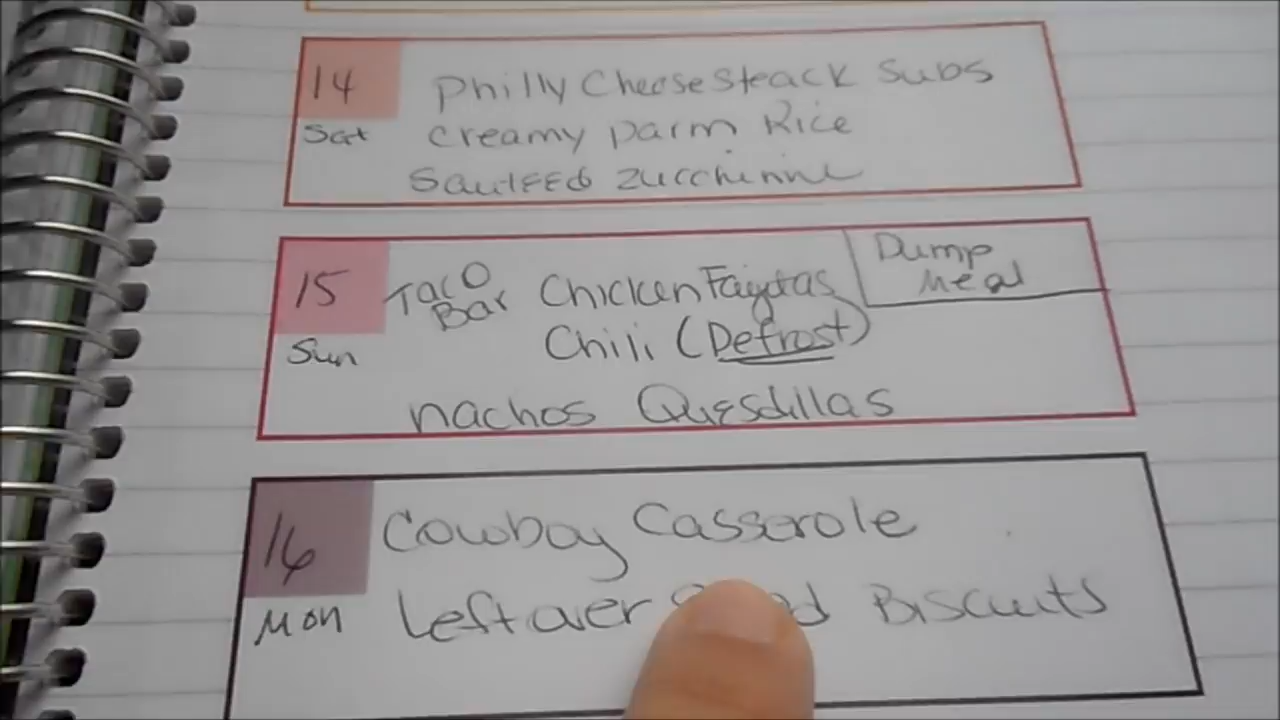 14 Philly CheeseSteack Subs
Sat Creamy parm Rice
Sauteed Zucchinni
15 Taco Bar Chicken Fajitas Dump Meal
Sun Chili (Defrost)
nachos Quesdillas
16 Cowboy Casserole
Mon Leftover Biscuits